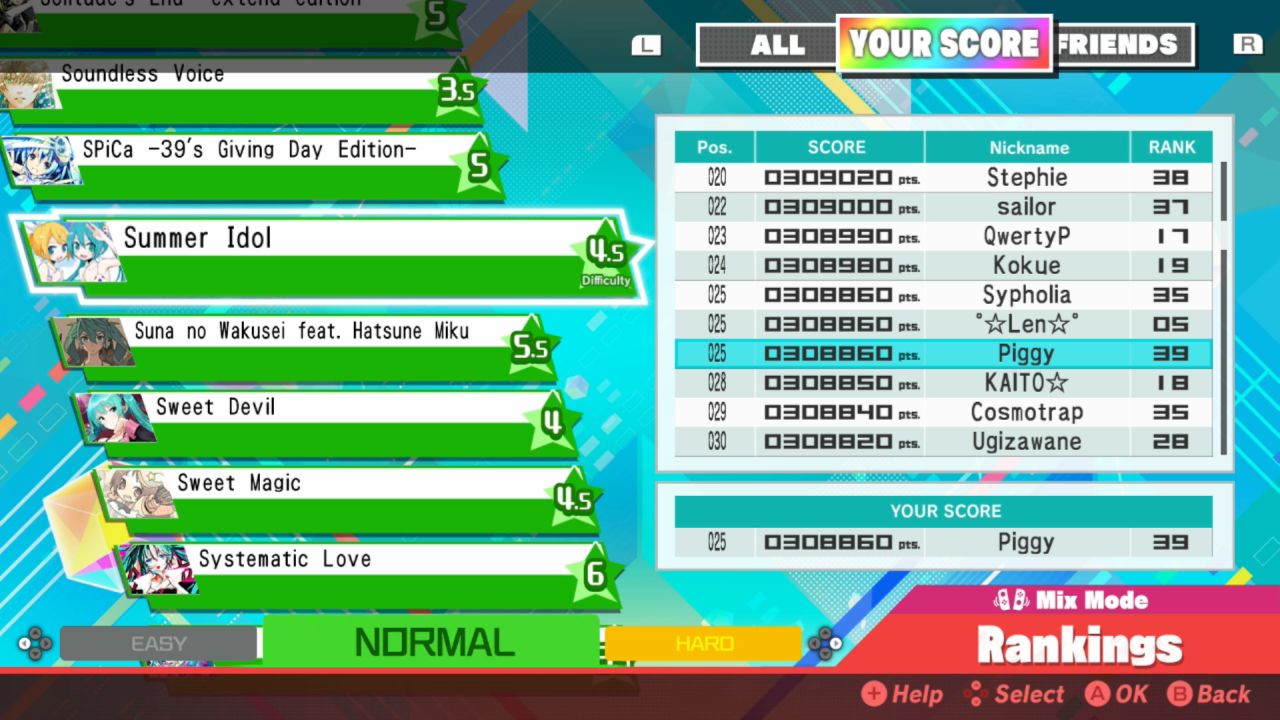 Solitude's End -extend edition-
5
Soundless Voice
3.5
SPiCa -39's Giving Day Edition-
5
Summer Idol
4.5
Difficulty
Suna no Wakusei feat. Hatsune Miku
5.5
Sweet Devil
4
Sweet Magic
4.5
Systematic Love
6
EASY NORMAL HARD
L ALL YOUR SCORE FRIENDS R
Pos. SCORE Nickname RANK
020 0309020 pts. Stephie 38
022 0309000 pts. sailor 37
023 0308990 pts. QwertyP 17
024 0308980 pts. Kokue 19
025 0308860 pts. Sypholia 35
025 0308860 pts. °☆Len☆° 05
025 0308860 pts. Piggy 39
028 0308850 pts. KAITO☆ 18
029 0308840 pts. Cosmotrap 35
030 0308820 pts. Ugizawane 28
YOUR SCORE
025 0308860 pts. Piggy 39
Mix Mode
Rankings
+ Help Select A OK B Back